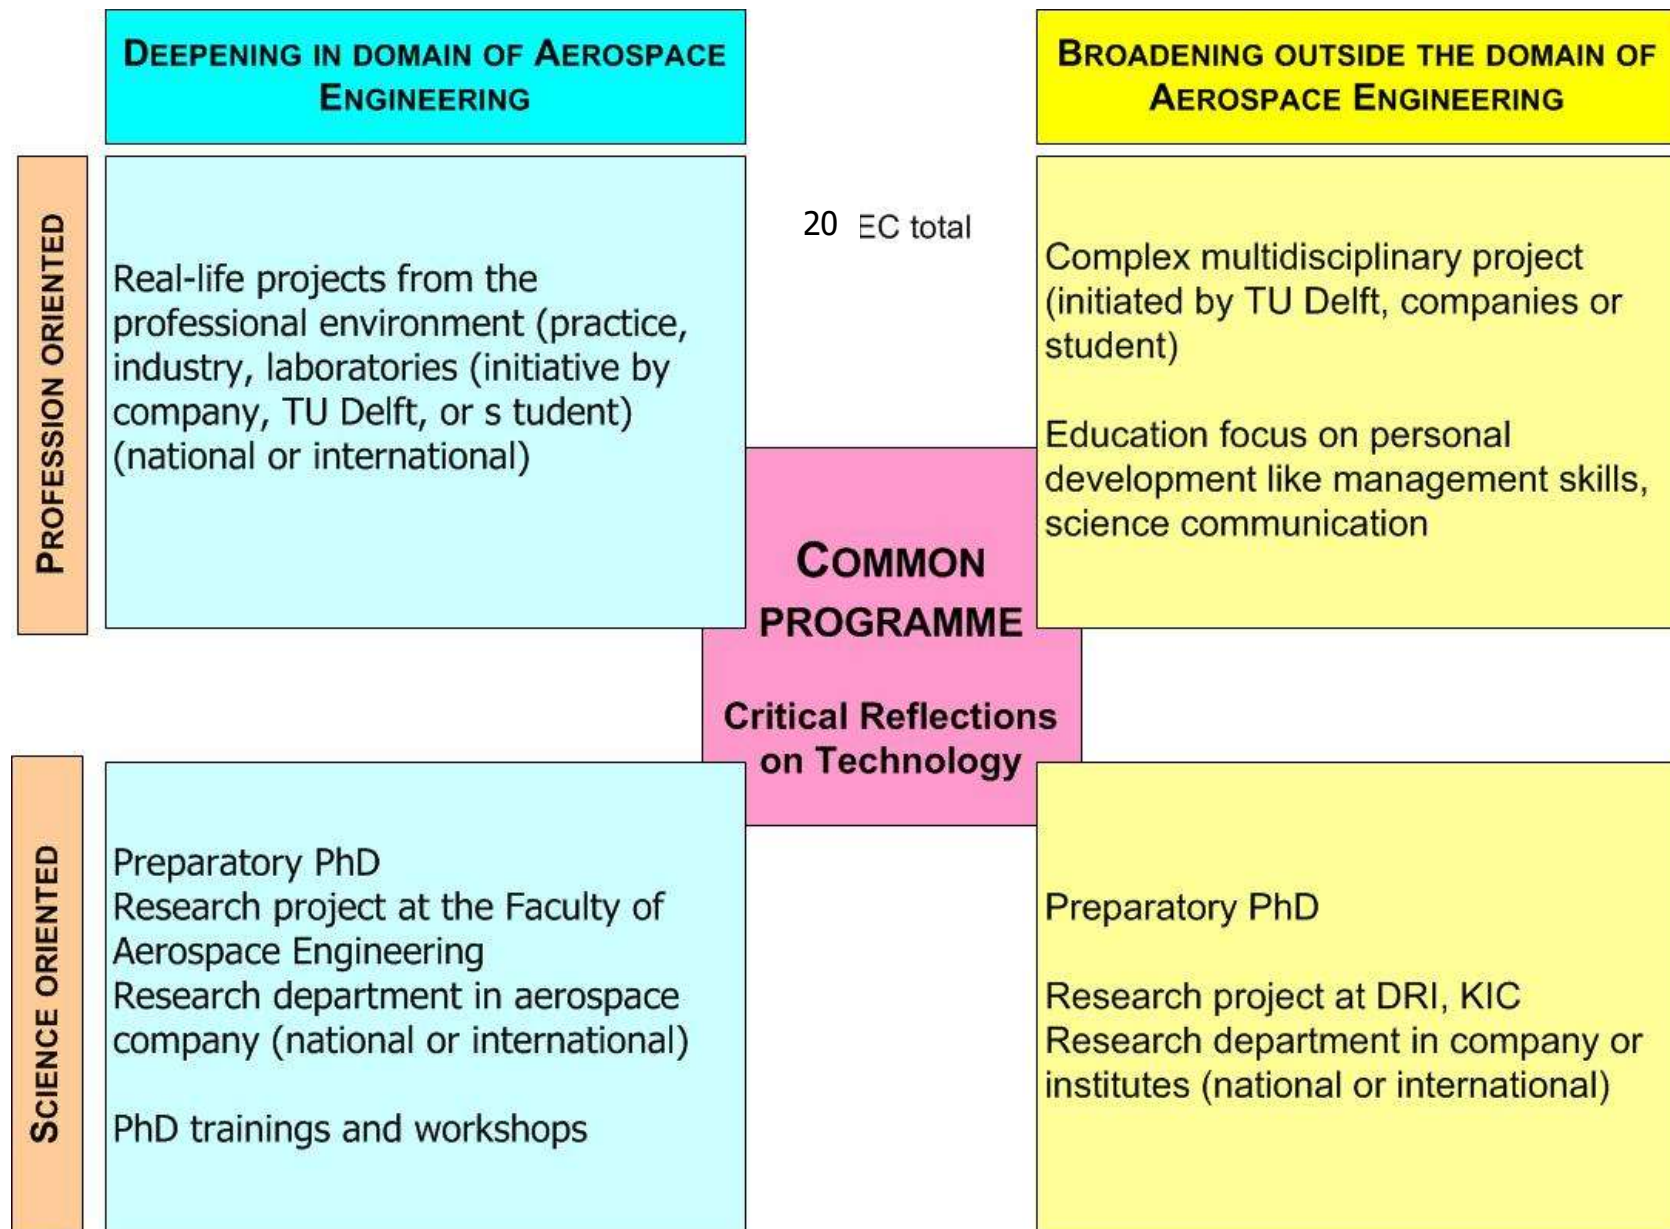 DEEPENING IN DOMAIN OF AEROSPACE
ENGINEERING
BROADENING OUTSIDE THE DOMAIN OF
AEROSPACE ENGINEERING
PROFESSION ORIENTED
Real-life projects from the
professional environment (practice,
industry, laboratories (initiative by
company, TU Delft, or s tudent)
(national or international)
20 EC total
Complex multidisciplinary project
(initiated by TU Delft, companies or
student)
Education focus on personal
development like management skills,
science communication
COMMON
PROGRAMME
Critical Reflections
on Technology
SCIENCE ORIENTED
Preparatory PhD
Research project at the Faculty of
Aerospace Engineering
Research department in aerospace
company (national or international)
PhD trainings and workshops
Preparatory PhD
Research project at DRI, KIC
Research department in company or
institutes (national or international)